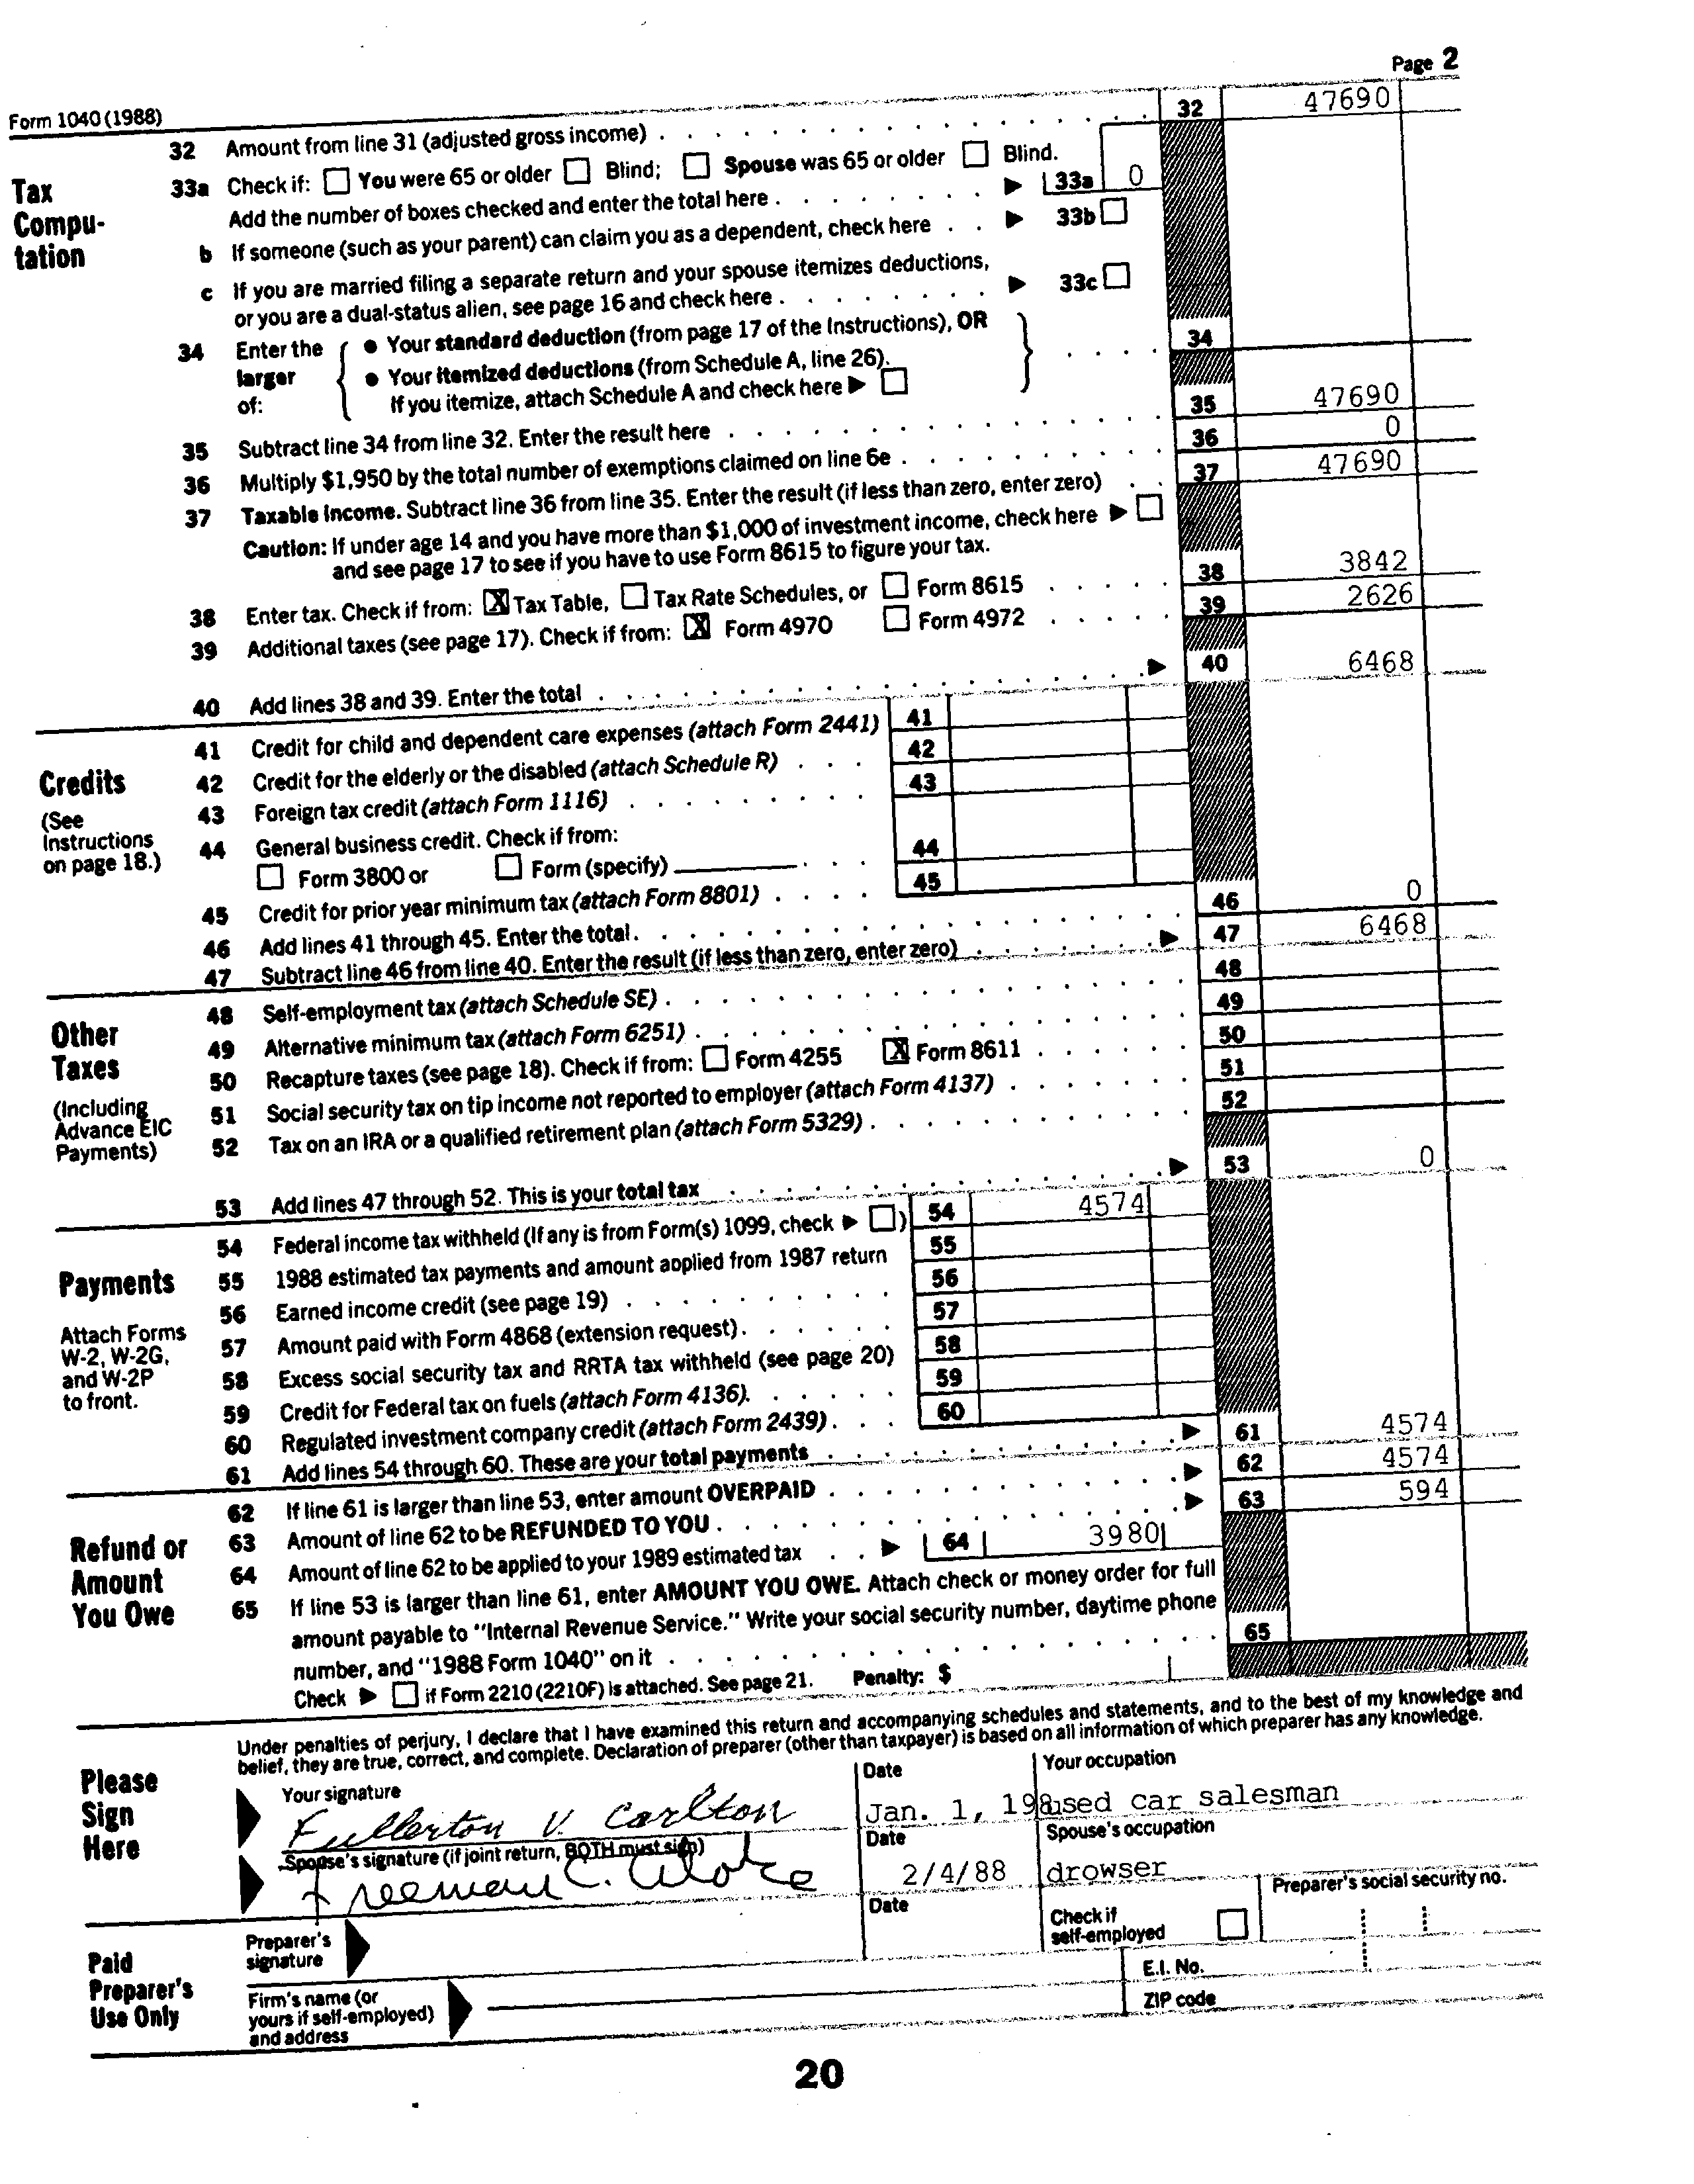 Page 2
Form 1040 (1988)
32 Amount from line 31 (adjusted gross income) 32 47690
Tax Compu-tation
33a Check if: You were 65 or older Blind; Spouse was 65 or older Blind.
Add the number of boxes checked and enter the total here 33a 0
b If someone (such as your parent) can claim you as a dependent, check here 33b
c If you are married filing a separate return and your spouse itemizes deductions,
or you are a dual-status alien, see page 16 and check here 33c
34 Enter the larger of:
• Your standard deduction (from page 17 of the Instructions), OR
• Your itemized deductions (from Schedule A, line 26).
If you itemize, attach Schedule A and check here
34
35 Subtract line 34 from line 32. Enter the result here 35 47690
36 Multiply $1,950 by the total number of exemptions claimed on line 6e 36 0
37 Taxable income. Subtract line 36 from line 35. Enter the result (if less than zero, enter zero) 37 47690
Caution: If under age 14 and you have more than $1,000 of investment income, check here
and see page 17 to see if you have to use Form 8615 to figure your tax.
38 Enter tax. Check if from: X Tax Table, Tax Rate Schedules, or Form 8615 38 3842
39 Additional taxes (see page 17). Check if from: X Form 4970 Form 4972 39 2626
40 Add lines 38 and 39. Enter the total 40 6468
Credits
(See Instructions on page 18.)
41 Credit for child and dependent care expenses (attach Form 2441) 41
42 Credit for the elderly or the disabled (attach Schedule R) 42
43 Foreign tax credit (attach Form 1116) 43
44 General business credit. Check if from:
Form 3800 or Form (specify) 44
45 Credit for prior year minimum tax (attach Form 8801) 45
46 Add lines 41 through 45. Enter the total 46 0
47 Subtract line 46 from line 40. Enter the result (if less than zero, enter zero) 47 6468
Other Taxes
(Including Advance EIC Payments)
48 Self-employment tax (attach Schedule SE) 48
49 Alternative minimum tax (attach Form 6251) 49
50 Recapture taxes (see page 18). Check if from: Form 4255 X Form 8611 50
51 Social security tax on tip income not reported to employer (attach Form 4137) 51
52 Tax on an IRA or a qualified retirement plan (attach Form 5329) 52
53 Add lines 47 through 52. This is your total tax 53 0
Payments
Attach Forms W-2, W-2G, and W-2P to front.
54 Federal income tax withheld (If any is from Form(s) 1099, check ) 54 4574
55 1988 estimated tax payments and amount applied from 1987 return 55
56 Earned income credit (see page 19) 56
57 Amount paid with Form 4868 (extension request) 57
58 Excess social security tax and RRTA tax withheld (see page 20) 58
59 Credit for Federal tax on fuels (attach Form 4136). 59
60 Regulated investment company credit (attach Form 2439) 60
61 Add lines 54 through 60. These are your total payments 61 4574
Refund or Amount You Owe
62 If line 61 is larger than line 53, enter amount OVERPAID 62 4574
63 Amount of line 62 to be REFUNDED TO YOU 63 594
64 Amount of line 62 to be applied to your 1989 estimated tax 64 3980
65 If line 53 is larger than line 61, enter AMOUNT YOU OWE. Attach check or money order for full
amount payable to "Internal Revenue Service." Write your social security number, daytime phone
number, and "1988 Form 1040" on it 65
Check if Form 2210 (2210F) is attached. See page 21. Penalty: $
Please Sign Here
Under penalties of perjury, I declare that I have examined this return and accompanying schedules and statements, and to the best of my knowledge and
belief, they are true, correct, and complete. Declaration of preparer (other than taxpayer) is based on all information of which preparer has any knowledge.
Your signature Date Your occupation
Fullerton V. Carlton Jan. 1, 198 used car salesman
Spouse's signature (if joint return, BOTH must sign) Date Spouse's occupation
Freeman C. 2/4/88 drowser
Paid Preparer's Use Only
Preparer's signature Date Check if self-employed Preparer's social security no.
Firm's name (or yours if self-employed) and address E.I. No.
ZIP code
20